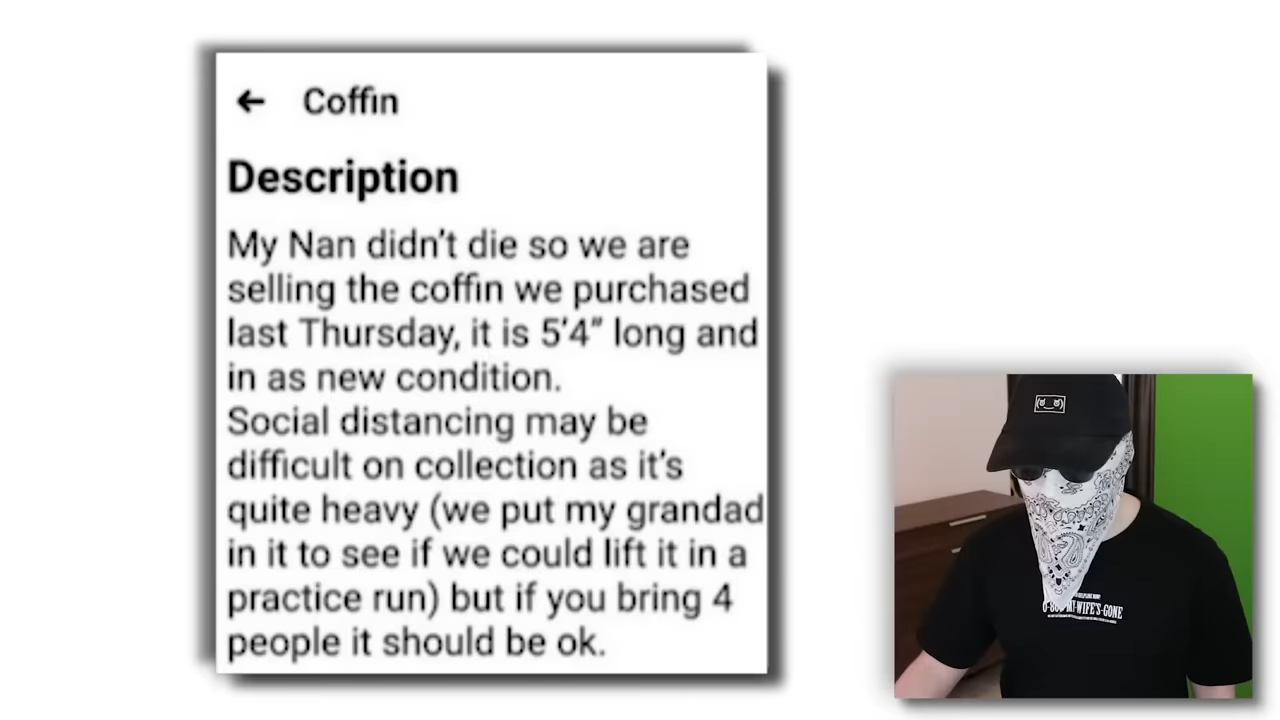 ← Coffin
Description
My Nan didn't die so we are
selling the coffin we purchased
last Thursday, it is 5'4” long and
in as new condition.
Social distancing may be
difficult on collection as it's
quite heavy (we put my grandad
in it to see if we could lift it in a
practice run) but if you bring 4
people it should be ok.
MY-WIFE'S-GONE